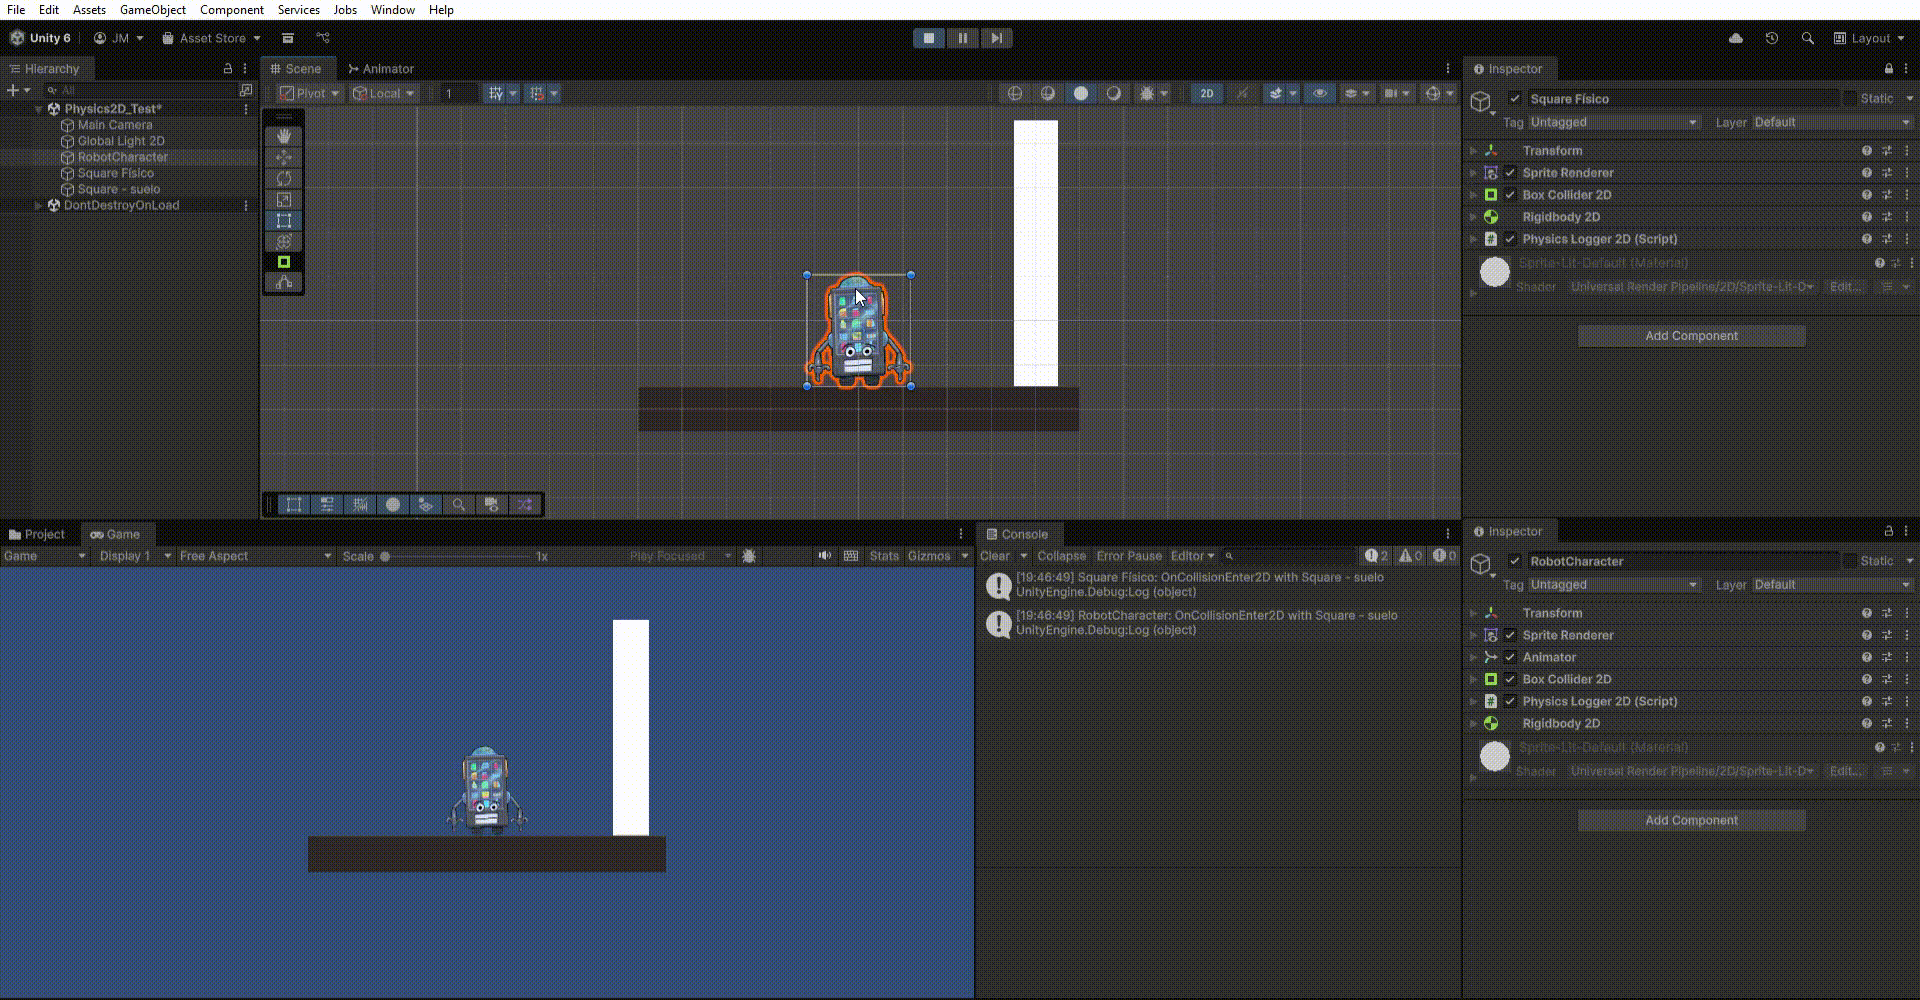 File Edit Assets GameObject Component Services Jobs Window Help
Unity 6 JM Asset Store Layout
Hierarchy
All
Physics2D_Test*
Main Camera
Global Light 2D
RobotCharacter
Square Físico
Square - suelo
DontDestroyOnLoad
Scene Animator
Pivot Local 1 2D
Inspector
Square Físico Static
Tag Untagged Layer Default
Transform
Sprite Renderer
Box Collider 2D
Rigidbody 2D
Physics Logger 2D (Script)
Sprite-Lit-Default (Material)
Shader Universal Render Pipeline/2D/Sprite-Lit-D Edit...
Add Component
Project Game
Game Display 1 Free Aspect Scale 1x Play Focused Stats Gizmos
Console
Clear Collapse Error Pause Editor 2 0 0
[19:46:49] Square Físico: OnCollisionEnter2D with Square - suelo
UnityEngine.Debug:Log (object)
[19:46:49] RobotCharacter: OnCollisionEnter2D with Square - suelo
UnityEngine.Debug:Log (object)
Inspector
RobotCharacter Static
Tag Untagged Layer Default
Transform
Sprite Renderer
Animator
Box Collider 2D
Physics Logger 2D (Script)
Rigidbody 2D
Sprite-Lit-Default (Material)
Shader Universal Render Pipeline/2D/Sprite-Lit-D Edit...
Add Component